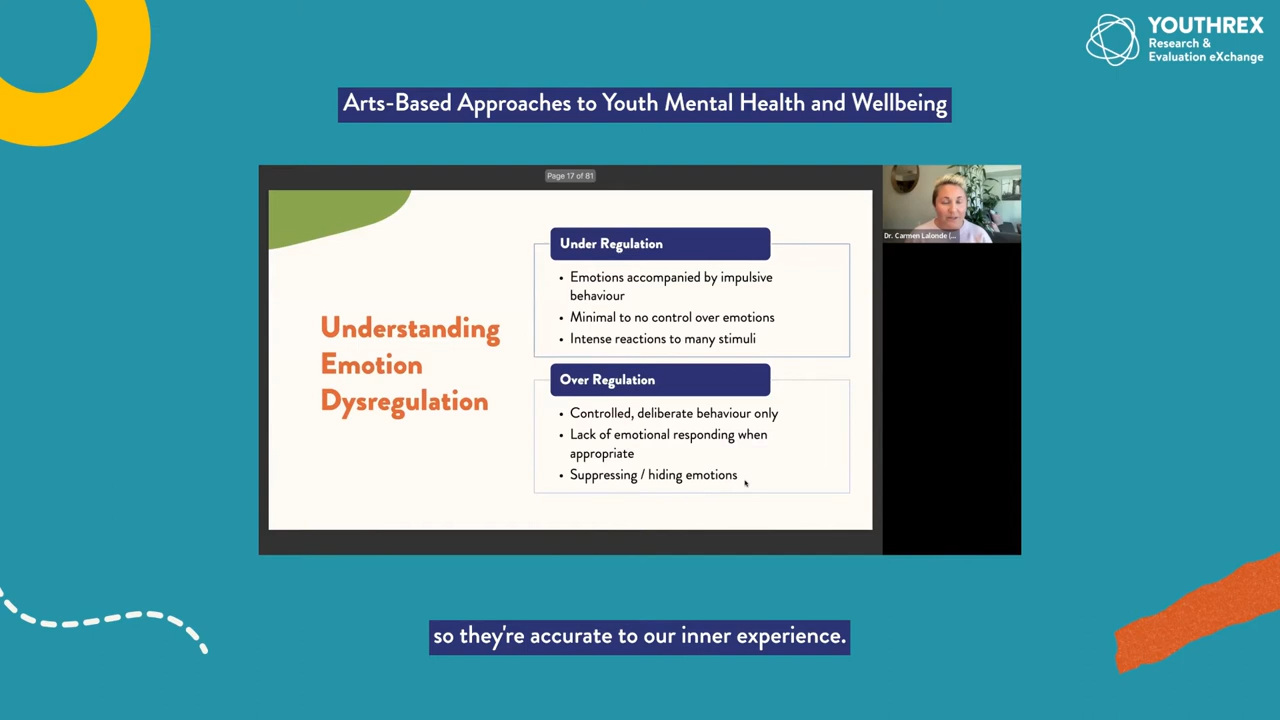 YOUTHREX
Research &
Evaluation eXchange
Arts-Based Approaches to Youth Mental Health and Wellbeing
Page 17 of 81
Understanding
Emotion
Dysregulation
Under Regulation
• Emotions accompanied by impulsive
behaviour
• Minimal to no control over emotions
• Intense reactions to many stimuli
Over Regulation
• Controlled, deliberate behaviour only
• Lack of emotional responding when
appropriate
• Suppressing / hiding emotions
Dr. Carmen Lalonde (...
so they're accurate to our inner experience.